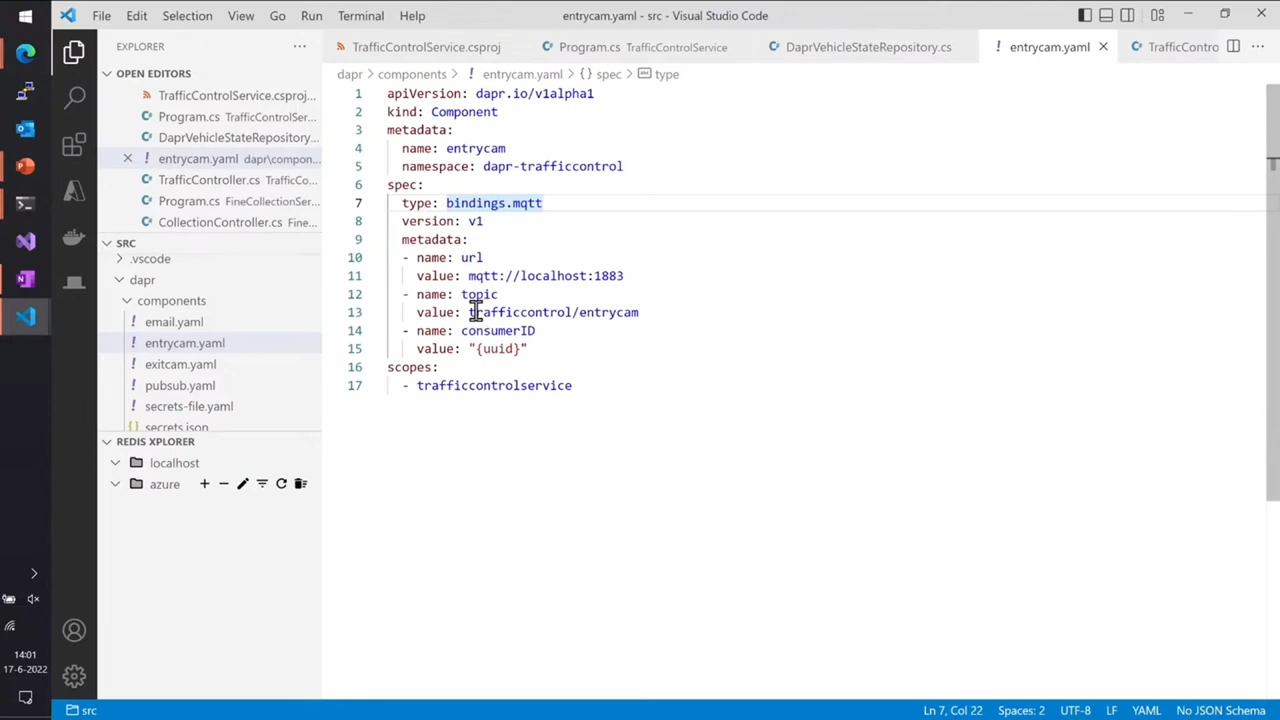 File Edit Selection View Go Run Terminal Help
entrycam.yaml - src - Visual Studio Code
EXPLORER
OPEN EDITORS
TrafficControlService.csproj...
Program.cs TrafficControlSer...
DaprVehicleStateRepository...
entrycam.yaml dapr\compon...
TrafficController.cs TrafficCo...
Program.cs FineCollectionSer...
CollectionController.cs Fine...
SRC
.vscode
dapr
components
email.yaml
entrycam.yaml
exitcam.yaml
pubsub.yaml
secrets-file.yaml
secrets.json
REDIS XPLORER
localhost
azure
TrafficControlService.csproj
Program.cs TrafficControlService
DaprVehicleStateRepository.cs
entrycam.yaml
TrafficContro
dapr > components > ! entrycam.yaml > {} spec > type
1 apiVersion: dapr.io/v1alpha1
2 kind: Component
3 metadata:
4 name: entrycam
5 namespace: dapr-trafficcontrol
6 spec:
7 type: bindings.mqtt
8 version: v1
9 metadata:
10 - name: url
11 value: mqtt://localhost:1883
12 - name: topic
13 value: trafficcontrol/entrycam
14 - name: consumerID
15 value: "{uuid}"
16 scopes:
17 - trafficcontrolservice
14:01
17-6-2022
src
Ln 7, Col 22 Spaces: 2 UTF-8 LF YAML No JSON Schema